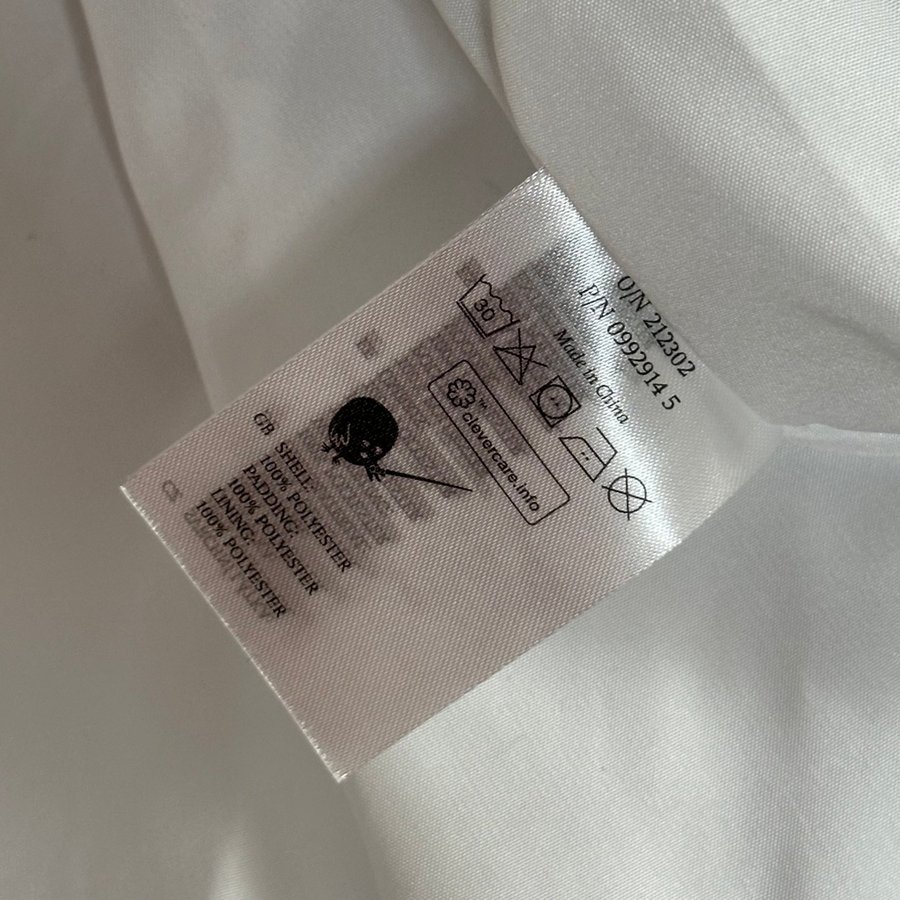 O/N 212302
P/N 0992914 5
Made in China
30
™
clevercare.info
GB SHELL:
100% POLYESTER
PADDING:
100% POLYESTER
LINING:
100% POLYESTER